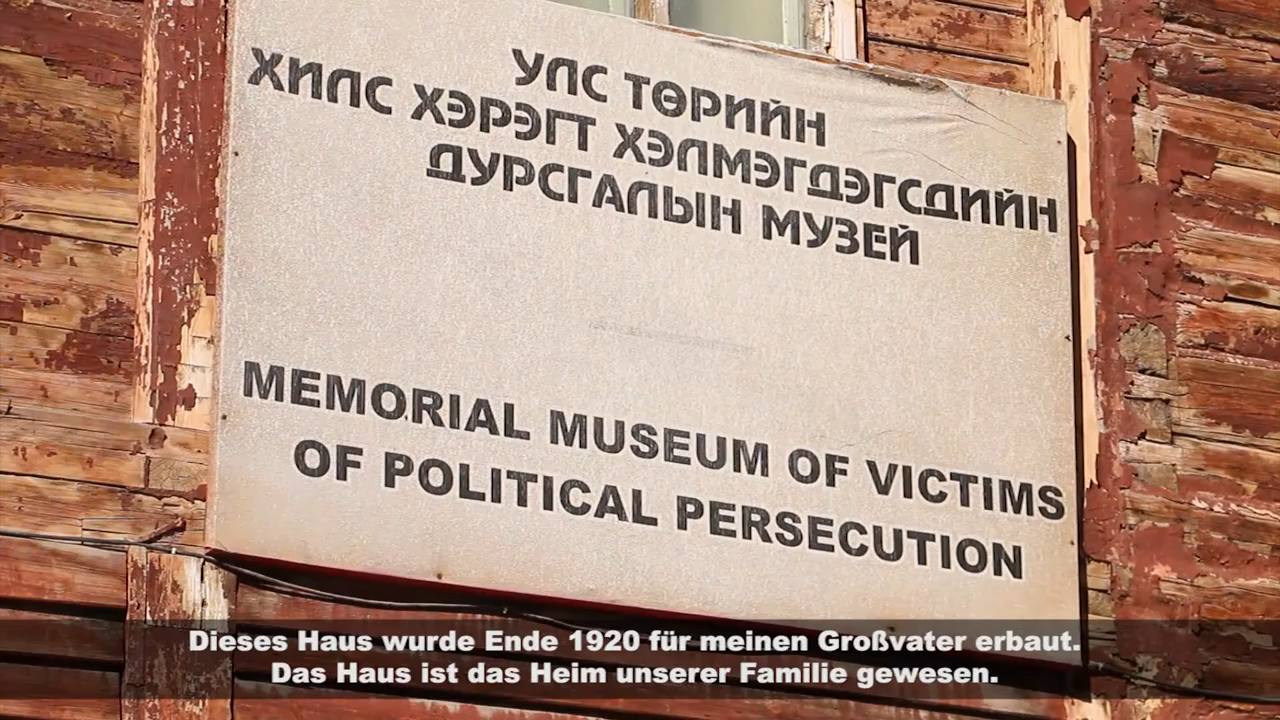 УЛС ТӨРИЙН
ХИЛС ХЭРЭГТ ХЭЛМЭГДЭГСДИЙН
ДУРСГАЛЫН МУЗЕЙ
MEMORIAL MUSEUM OF VICTIMS
OF POLITICAL PERSECUTION
Dieses Haus wurde Ende 1920 für meinen Großvater erbaut.
Das Haus ist das Heim unserer Familie gewesen.